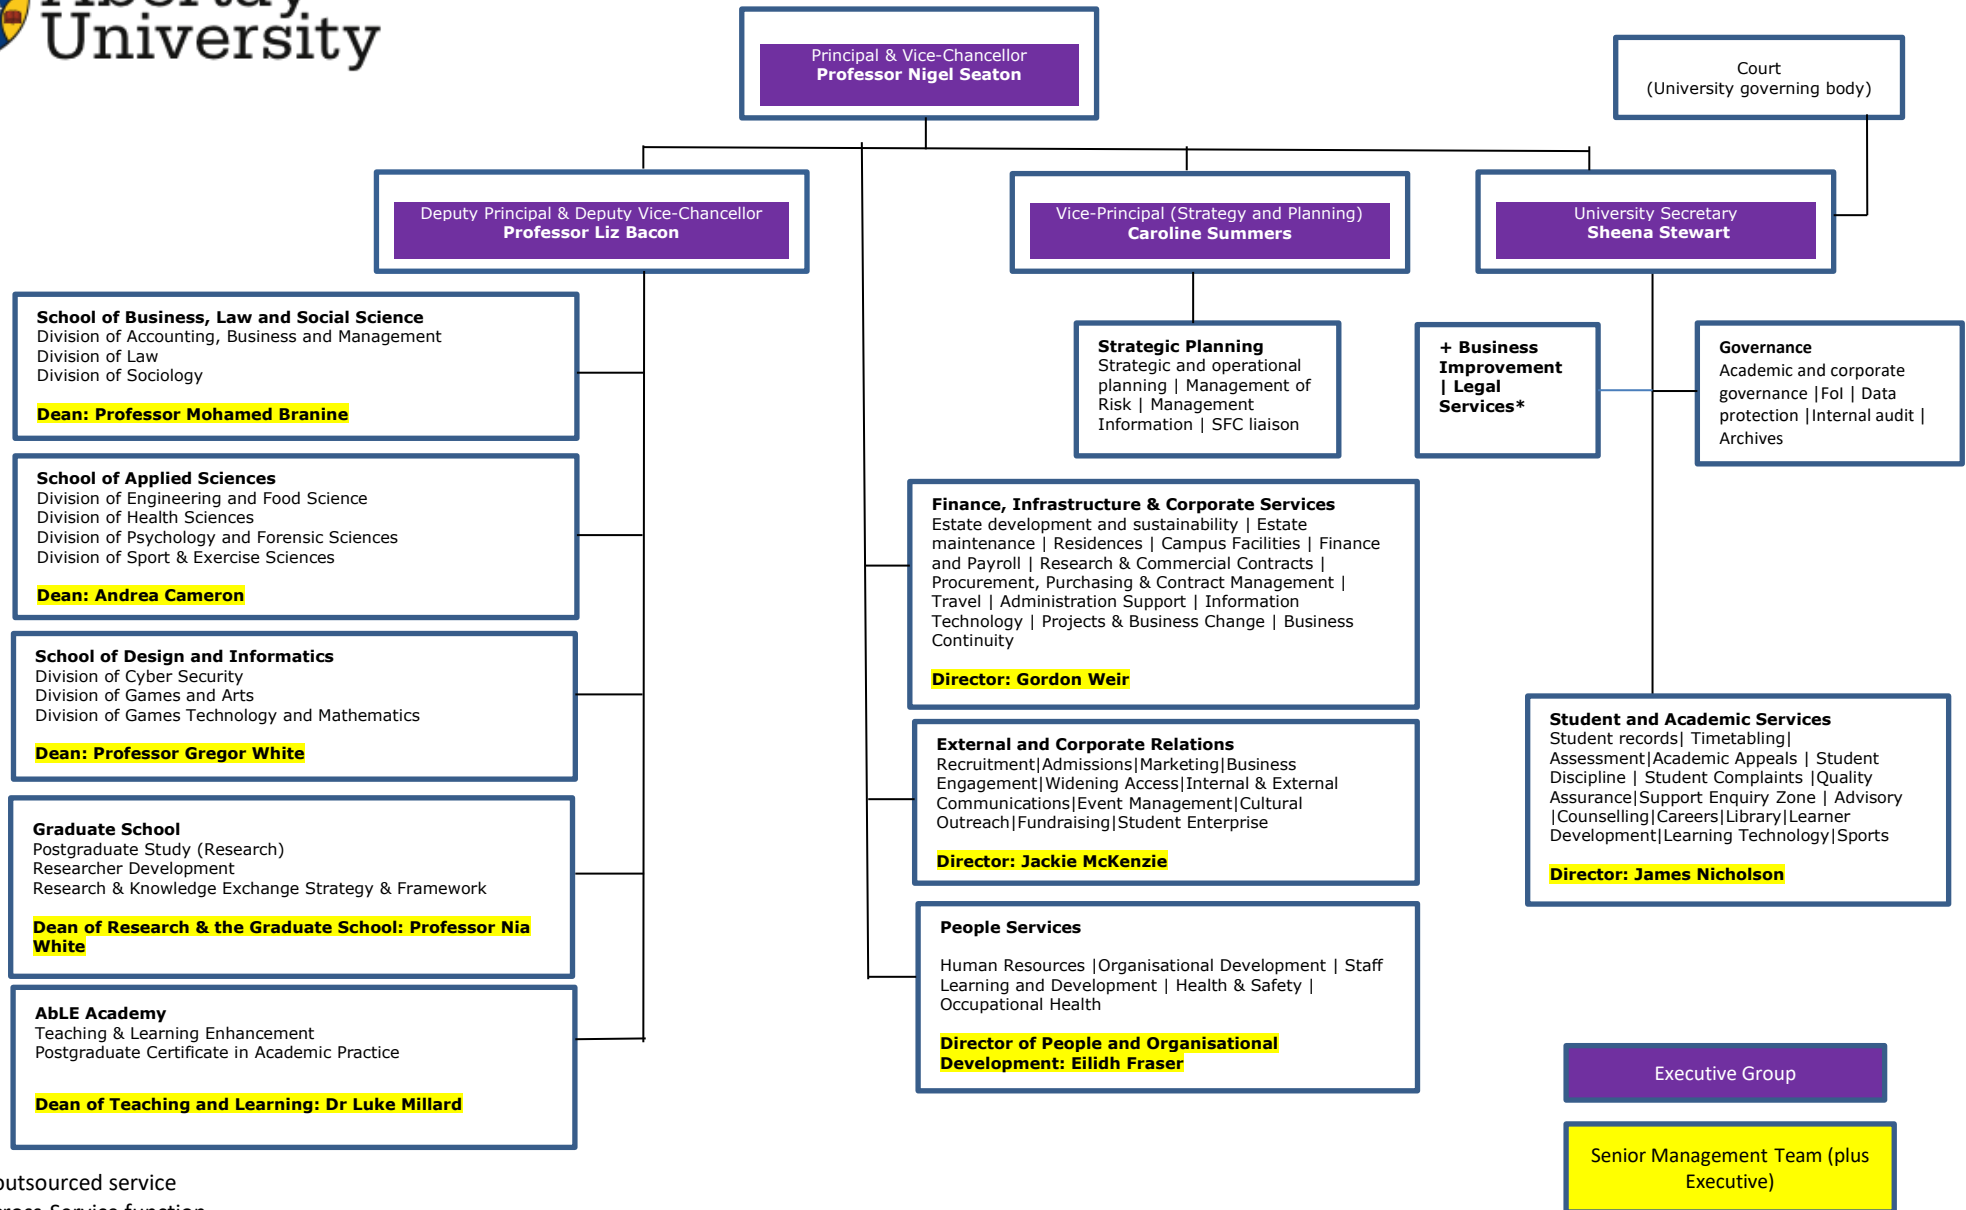 Abertay
University
Principal & Vice-Chancellor
Professor Nigel Seaton
Court
(University governing body)
Deputy Principal & Deputy Vice-Chancellor
Professor Liz Bacon
Vice-Principal (Strategy and Planning)
Caroline Summers
University Secretary
Sheena Stewart
School of Business, Law and Social Science
Division of Accounting, Business and Management
Division of Law
Division of Sociology
Dean: Professor Mohamed Branine
School of Applied Sciences
Division of Engineering and Food Science
Division of Health Sciences
Division of Psychology and Forensic Sciences
Division of Sport & Exercise Sciences
Dean: Andrea Cameron
School of Design and Informatics
Division of Cyber Security
Division of Games and Arts
Division of Games Technology and Mathematics
Dean: Professor Gregor White
Graduate School
Postgraduate Study (Research)
Researcher Development
Research & Knowledge Exchange Strategy & Framework
Dean of Research & the Graduate School: Professor Nia
White
AbLE Academy
Teaching & Learning Enhancement
Postgraduate Certificate in Academic Practice
Dean of Teaching and Learning: Dr Luke Millard
Strategic Planning
Strategic and operational
planning | Management of
Risk | Management
Information | SFC liaison
+ Business
Improvement
| Legal
Services*
Governance
Academic and corporate
governance |FoI | Data
protection |Internal audit |
Archives
Finance, Infrastructure & Corporate Services
Estate development and sustainability | Estate
maintenance | Residences | Campus Facilities | Finance
and Payroll | Research & Commercial Contracts |
Procurement, Purchasing & Contract Management |
Travel | Administration Support | Information
Technology | Projects & Business Change | Business
Continuity
Director: Gordon Weir
External and Corporate Relations
Recruitment|Admissions|Marketing|Business
Engagement|Widening Access|Internal & External
Communications|Event Management|Cultural
Outreach|Fundraising|Student Enterprise
Director: Jackie McKenzie
People Services
Human Resources |Organisational Development | Staff
Learning and Development | Health & Safety |
Occupational Health
Director of People and Organisational
Development: Eilidh Fraser
Student and Academic Services
Student records| Timetabling|
Assessment|Academic Appeals | Student
Discipline | Student Complaints |Quality
Assurance|Support Enquiry Zone | Advisory
|Counselling|Careers|Library|Learner
Development|Learning Technology|Sports
Director: James Nicholson
Executive Group
Senior Management Team (plus
Executive)
outsourced service
cross-Service function